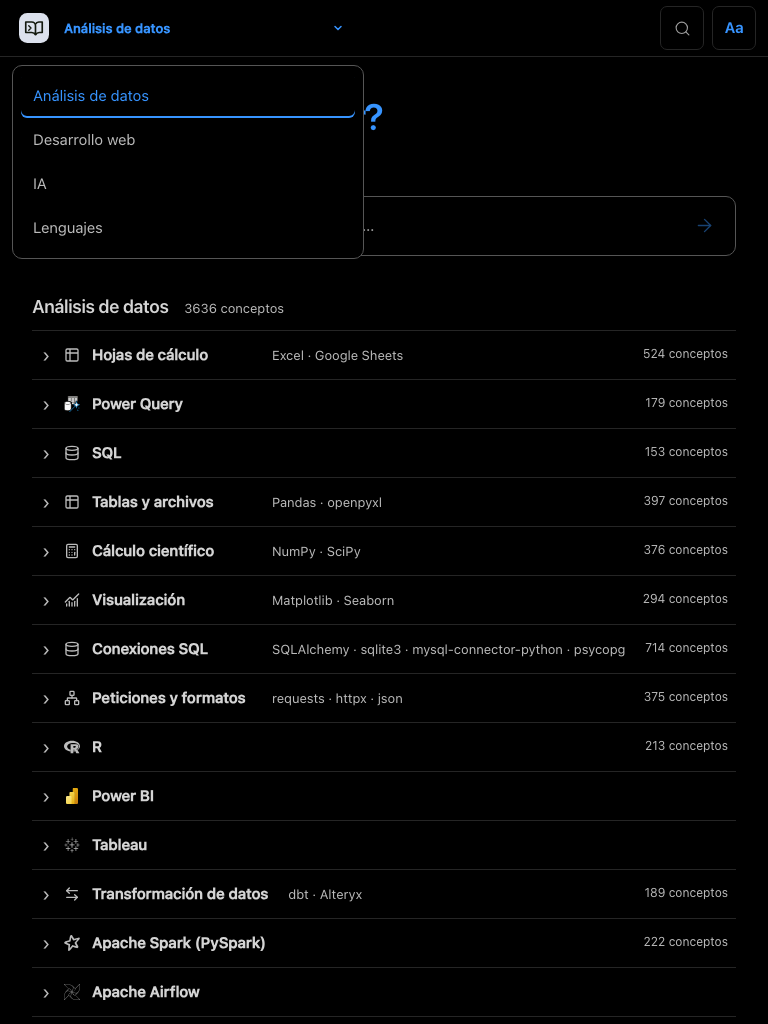 Análisis de datos
Aa
Análisis de datos
Desarrollo web
IA
Lenguajes
?
...
Análisis de datos 3636 conceptos
Hojas de cálculo Excel · Google Sheets 524 conceptos
Power Query 179 conceptos
SQL 153 conceptos
Tablas y archivos Pandas · openpyxl 397 conceptos
Cálculo científico NumPy · SciPy 376 conceptos
Visualización Matplotlib · Seaborn 294 conceptos
Conexiones SQL SQLAlchemy · sqlite3 · mysql-connector-python · psycopg 714 conceptos
Peticiones y formatos requests · httpx · json 375 conceptos
R 213 conceptos
Power BI
Tableau
Transformación de datos dbt · Alteryx 189 conceptos
Apache Spark (PySpark) 222 conceptos
Apache Airflow